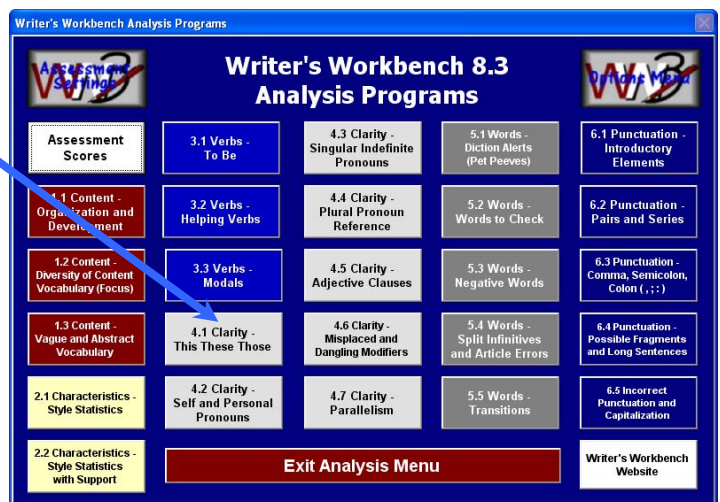 Writer's Workbench Analysis Programs
Assessment
Settings
Writer's Workbench 8.3
Analysis Programs
Options Menu
Assessment
Scores
1.1 Content -
Organization and
Development
1.2 Content -
Diversity of Content
Vocabulary (Focus)
1.3 Content -
Vague and Abstract
Vocabulary
2.1 Characteristics -
Style Statistics
2.2 Characteristics -
Style Statistics
with Support
3.1 Verbs -
To Be
3.2 Verbs -
Helping Verbs
3.3 Verbs -
Modals
4.1 Clarity -
This These Those
4.2 Clarity -
Self and Personal
Pronouns
4.3 Clarity -
Singular Indefinite
Pronouns
4.4 Clarity -
Plural Pronoun
Reference
4.5 Clarity -
Adjective Clauses
4.6 Clarity -
Misplaced and
Dangling Modifiers
4.7 Clarity -
Parallelism
5.1 Words -
Diction Alerts
(Pet Peeves)
5.2 Words -
Words to Check
5.3 Words -
Negative Words
5.4 Words -
Split Infinitives
and Article Errors
5.5 Words -
Transitions
6.1 Punctuation -
Introductory
Elements
6.2 Punctuation -
Pairs and Series
6.3 Punctuation -
Comma, Semicolon,
Colon ( , ; : )
6.4 Punctuation -
Possible Fragments
and Long Sentences
6.5 Incorrect
Punctuation and
Capitalization
Exit Analysis Menu
Writer's Workbench
Website